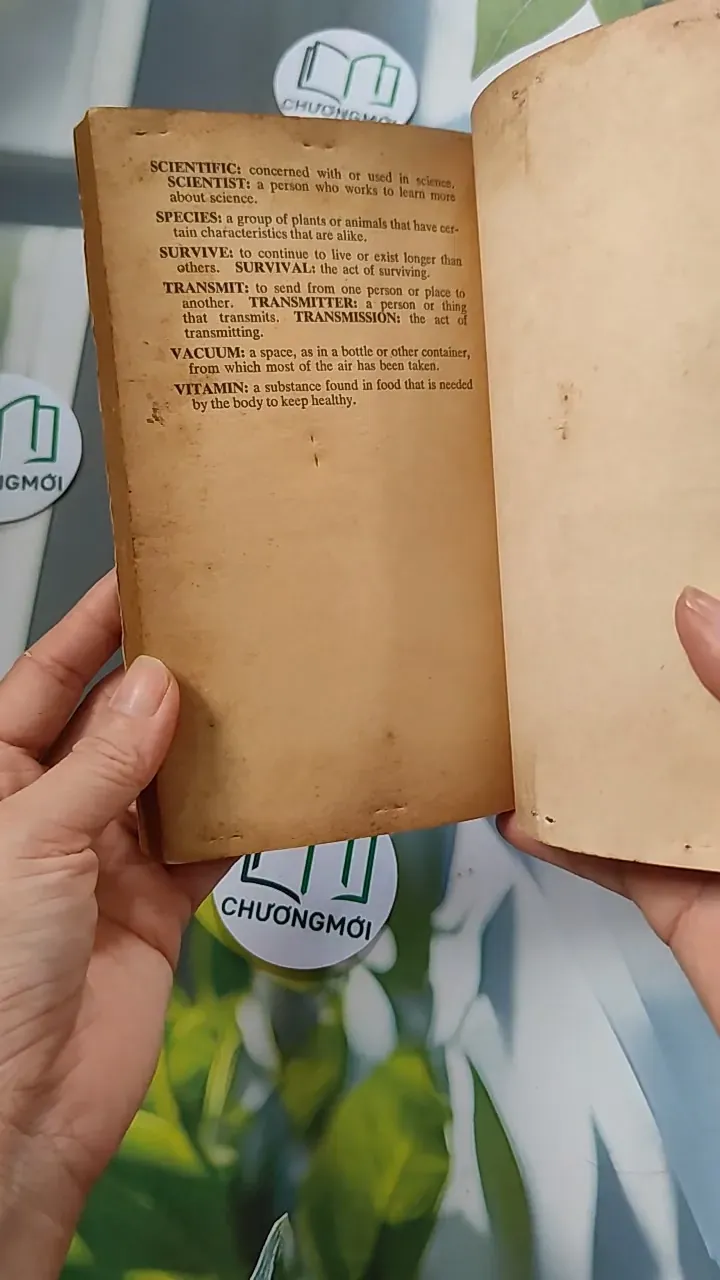 CHƯƠNGMỚI
SCIENTIFIC: concerned with or used in science.
SCIENTIST: a person who works to learn more
about science.
SPECIES: a group of plants or animals that have cer-
tain characteristics that are alike.
SURVIVE: to continue to live or exist longer than
others. SURVIVAL: the act of surviving.
TRANSMIT: to send from one person or place to
another. TRANSMITTER: a person or thing
that transmits. TRANSMISSION: the act of
transmitting.
VACUUM: a space, as in a bottle or other container,
from which most of the air has been taken.
VITAMIN: a substance found in food that is needed
by the body to keep healthy.
NGMỚI
CHƯƠNGMỚI